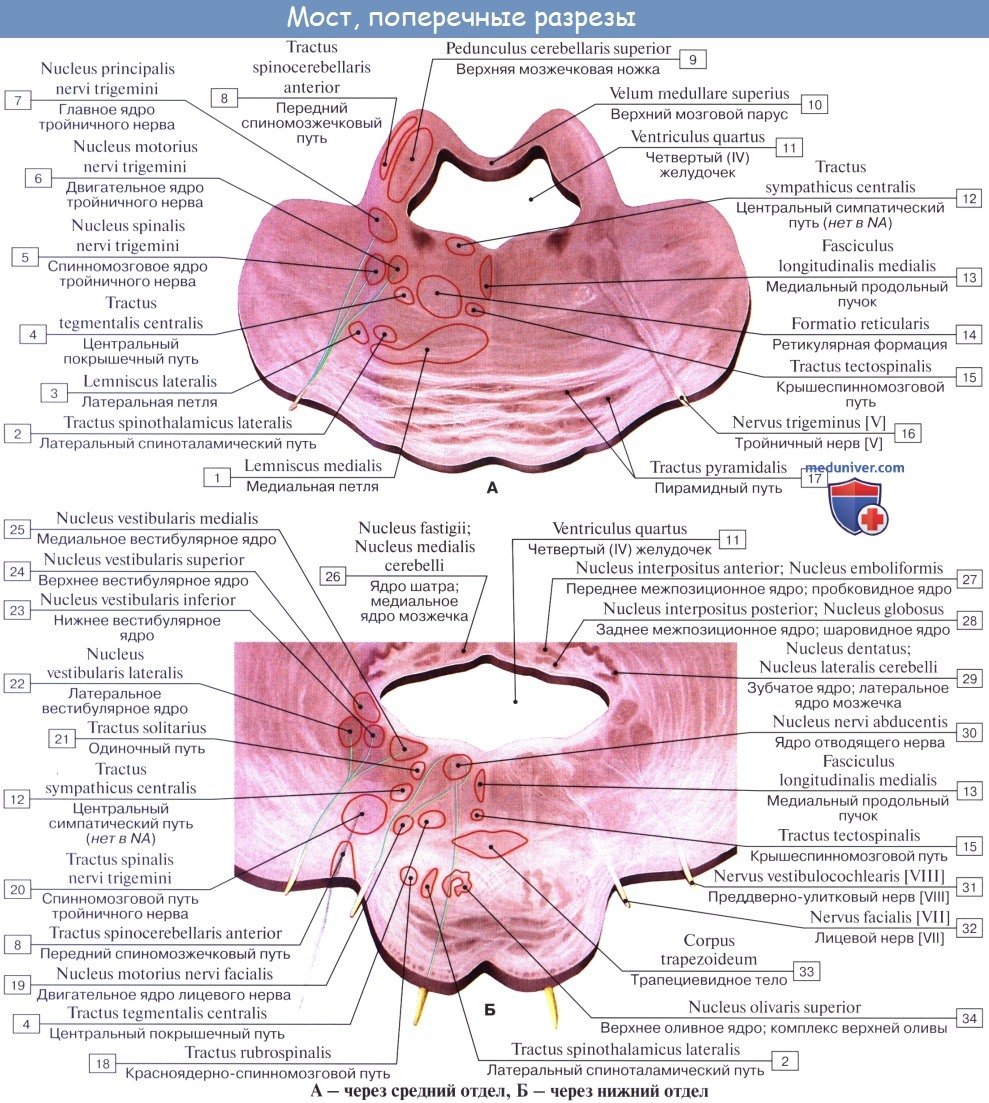 Мост, поперечные разрезы
Nucleus principalis
nervi trigemini
7
Главное ядро
тройничного нерва
Nucleus motorius
nervi trigemini
6
Двигательное ядро
тройничного нерва
Nucleus spinalis
nervi trigemini
5
Спинномозговое ядро
тройничного нерва
Tractus
tegmentalis centralis
4
Центральный
покрышечный путь
Lemniscus lateralis
3
Латеральная петля
Tractus spinothalamicus lateralis
2
Латеральный спиноталамический путь
Lemniscus medialis
1
Медиальная петля
Tractus
spinocerebellaris
anterior
8
Передний
спиномозжечковый
путь
Pedunculus cerebellaris superior
9
Верхняя мозжечковая ножка
Velum medullare superius
10
Верхний мозговой парус
Ventriculus quartus
11
Четвертый (IV)
желудочек
Tractus
sympathicus centralis
12
Центральный симпатический
путь (нет в NA)
Fasciculus
longitudinalis medialis
13
Медиальный продольный
пучок
Formatio reticularis
14
Ретикулярная формация
Tractus tectospinalis
15
Крышеспинномозговой
путь
Nervus trigeminus [V]
16
Тройничный нерв [V]
Tractus pyramidalis
17
Пирамидный путь
meduniver.com
А
Nucleus vestibularis medialis
25
Медиальное вестибулярное ядро
Nucleus vestibularis superior
24
Верхнее вестибулярное ядро
Nucleus vestibularis inferior
23
Нижнее вестибулярное
ядро
Nucleus
vestibularis lateralis
22
Латеральное
вестибулярное ядро
Tractus solitarius
21
Одиночный путь
Tractus
sympathicus centralis
12
Центральный
симпатический путь
(нет в NA)
Tractus spinalis
nervi trigemini
20
Спинномозговой путь
тройничного нерва
Tractus spinocerebellaris anterior
8
Передний спиномозжечковый путь
Nucleus motorius nervi facialis
19
Двигательное ядро лицевого нерва
Tractus tegmentalis centralis
4
Центральный покрышечный путь
Tractus rubrospinalis
18
Красноядерно-спинномозговой путь
Nucleus fastigii;
Nucleus medialis
cerebelli
26
Ядро шатра;
медиальное
ядро мозжечка
Ventriculus quartus
11
Четвертый (IV) желудочек
Nucleus interpositus anterior; Nucleus emboliformis
27
Переднее межпозиционное ядро; пробковидное ядро
Nucleus interpositus posterior; Nucleus globosus
28
Заднее межпозиционное ядро; шаровидное ядро
Nucleus dentatus;
Nucleus lateralis cerebelli
29
Зубчатое ядро; латеральное
ядро мозжечка
Nucleus nervi abducentis
30
Ядро отводящего нерва
Fasciculus
longitudinalis medialis
13
Медиальный продольный
пучок
Tractus tectospinalis
15
Крышеспинномозговой путь
Nervus vestibulocochlearis [VIII]
31
Преддверно-улитковый нерв [VIII]
Nervus facialis [VII]
32
Лицевой нерв [VII]
Corpus
trapezoideum
33
Трапециевидное тело
Nucleus olivaris superior
34
Верхнее оливное ядро; комплекс верхней оливы
Tractus spinothalamicus lateralis
2
Латеральный спиноталамический путь
Б
А – через средний отдел, Б – через нижний отдел